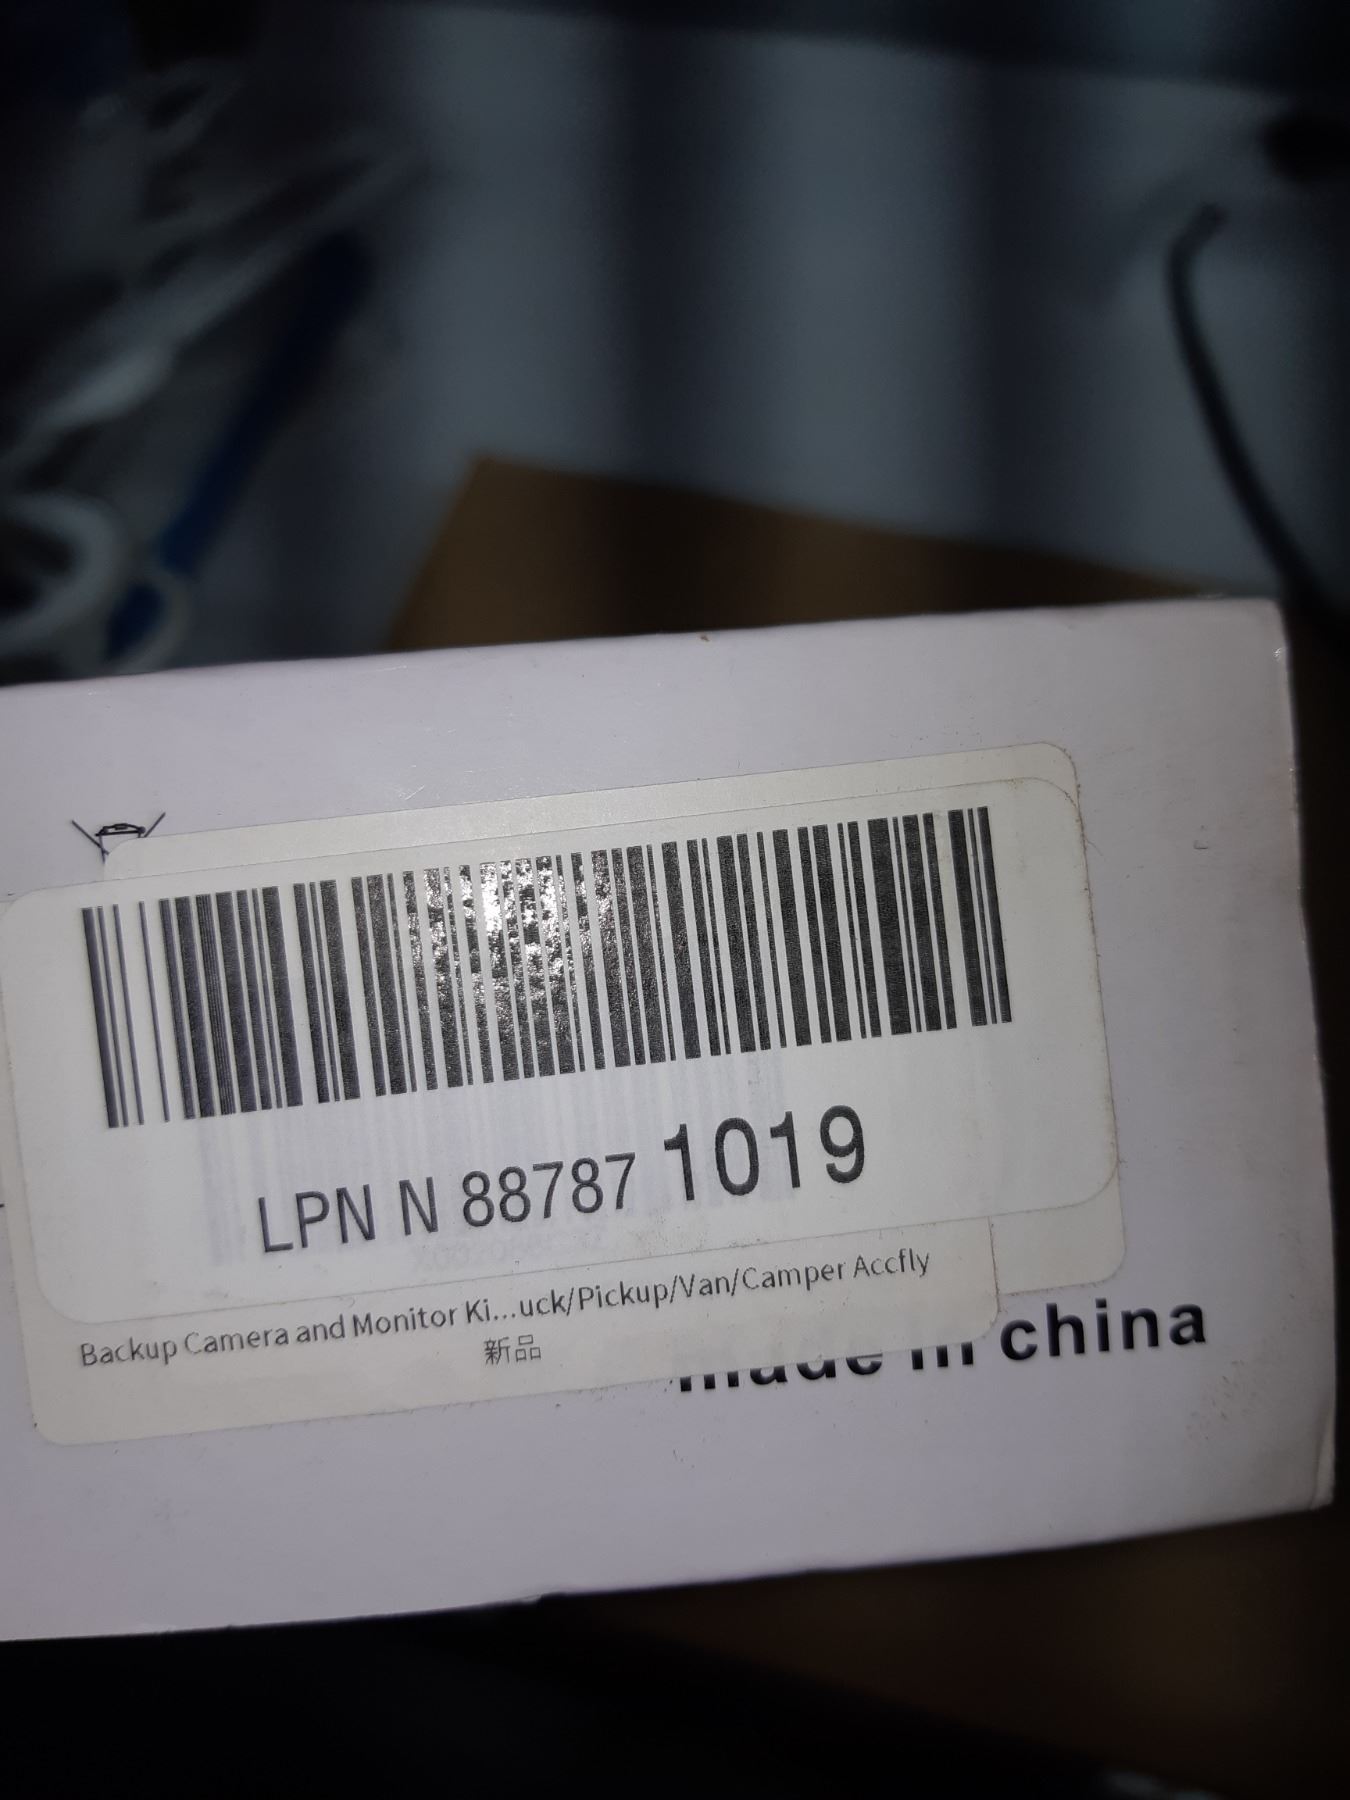 LPN N 88787 1019
Backup Camera and Monitor Ki...uck/Pickup/Van/Camper Accfly
新品
made in china